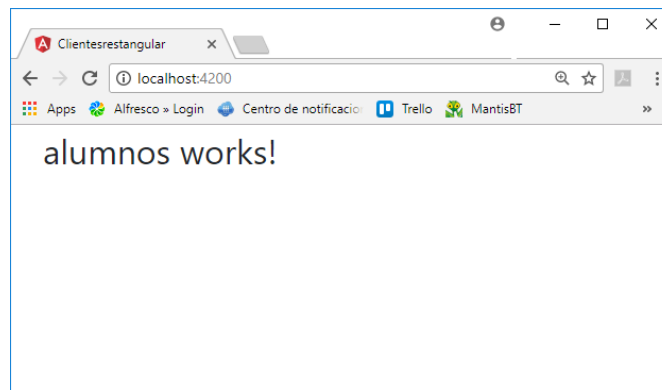 Clientesrestangular
localhost:4200
Apps Alfresco » Login Centro de notificacio Trello MantisBT »
alumnos works!